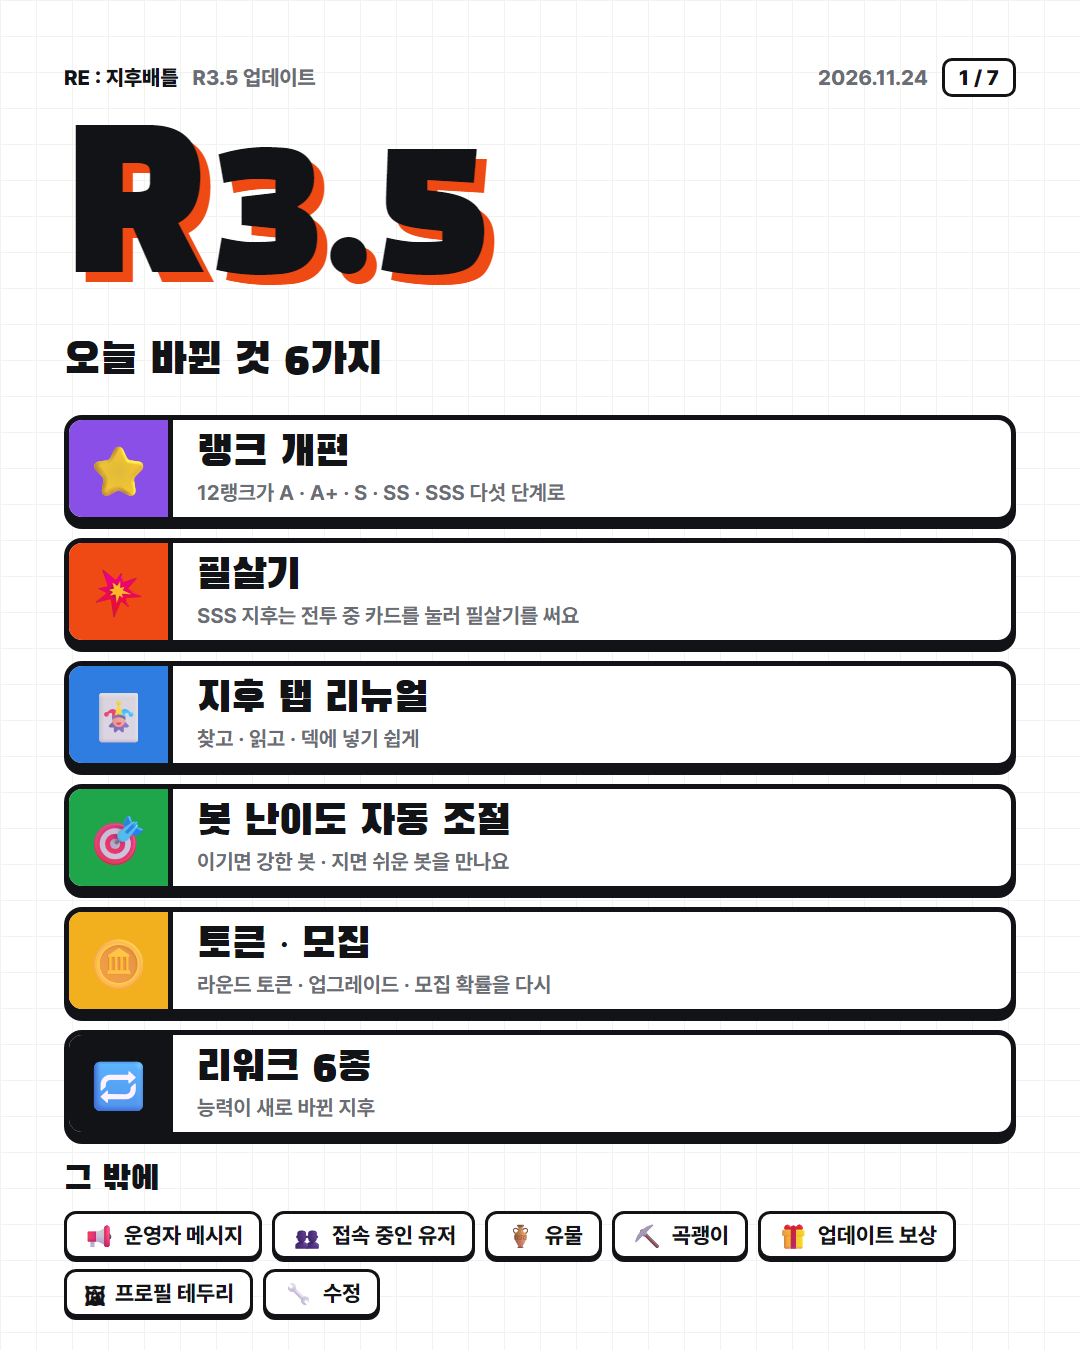 RE : 지후배틀 R3.5 업데이트
2026.11.24 1 / 7
R3.5
오늘 바뀐 것 6가지
랭크 개편
12랭크가 A · A+ · S · SS · SSS 다섯 단계로
필살기
SSS 지후는 전투 중 카드를 눌러 필살기를 써요
지후 탭 리뉴얼
찾고 · 읽고 · 덱에 넣기 쉽게
봇 난이도 자동 조절
이기면 강한 봇 · 지면 쉬운 봇을 만나요
토큰 · 모집
라운드 토큰 · 업그레이드 · 모집 확률을 다시
리워크 6종
능력이 새로 바뀐 지후
그 밖에
운영자 메시지 접속 중인 유저 유물 곡괭이 업데이트 보상
프로필 테두리 수정